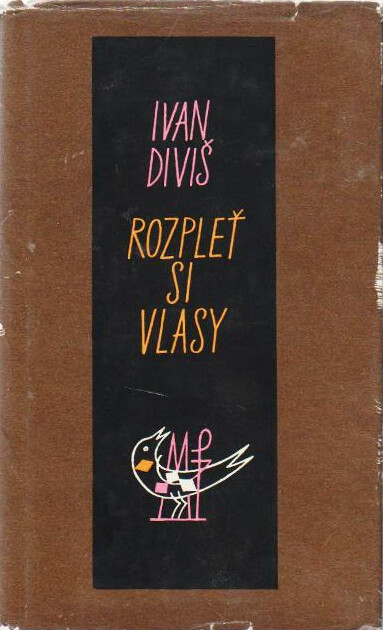 IVAN
DIVIŠ
ROZPLEŤ
SI
VLASY